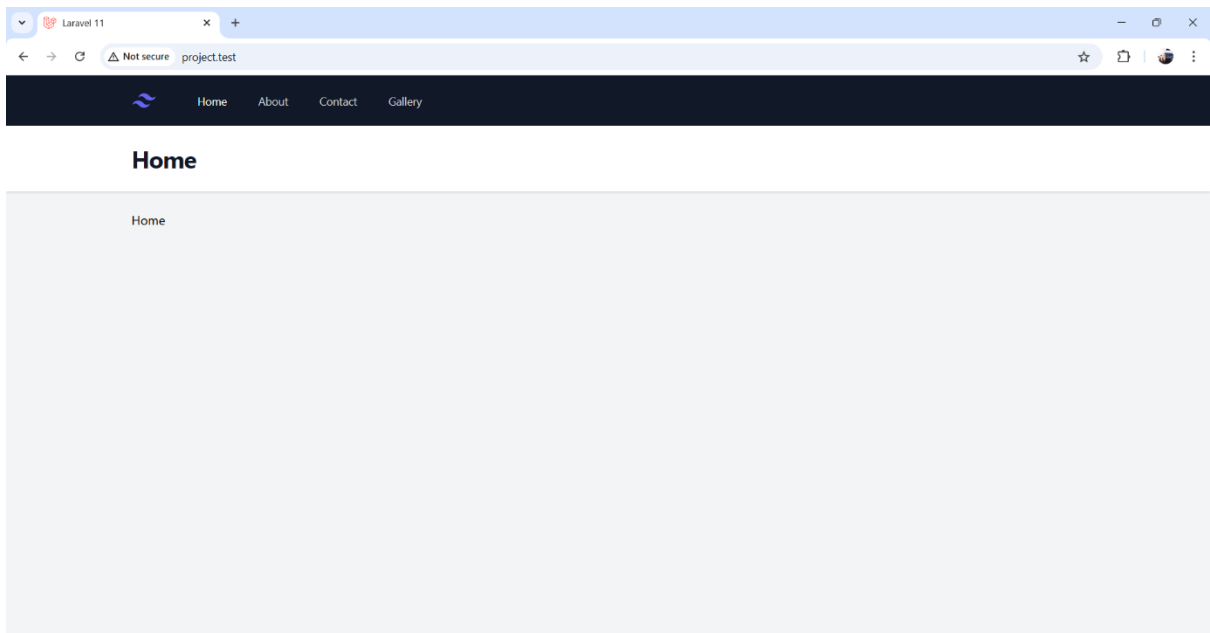 Laravel 11
Not secure project.test
Home About Contact Gallery
Home
Home